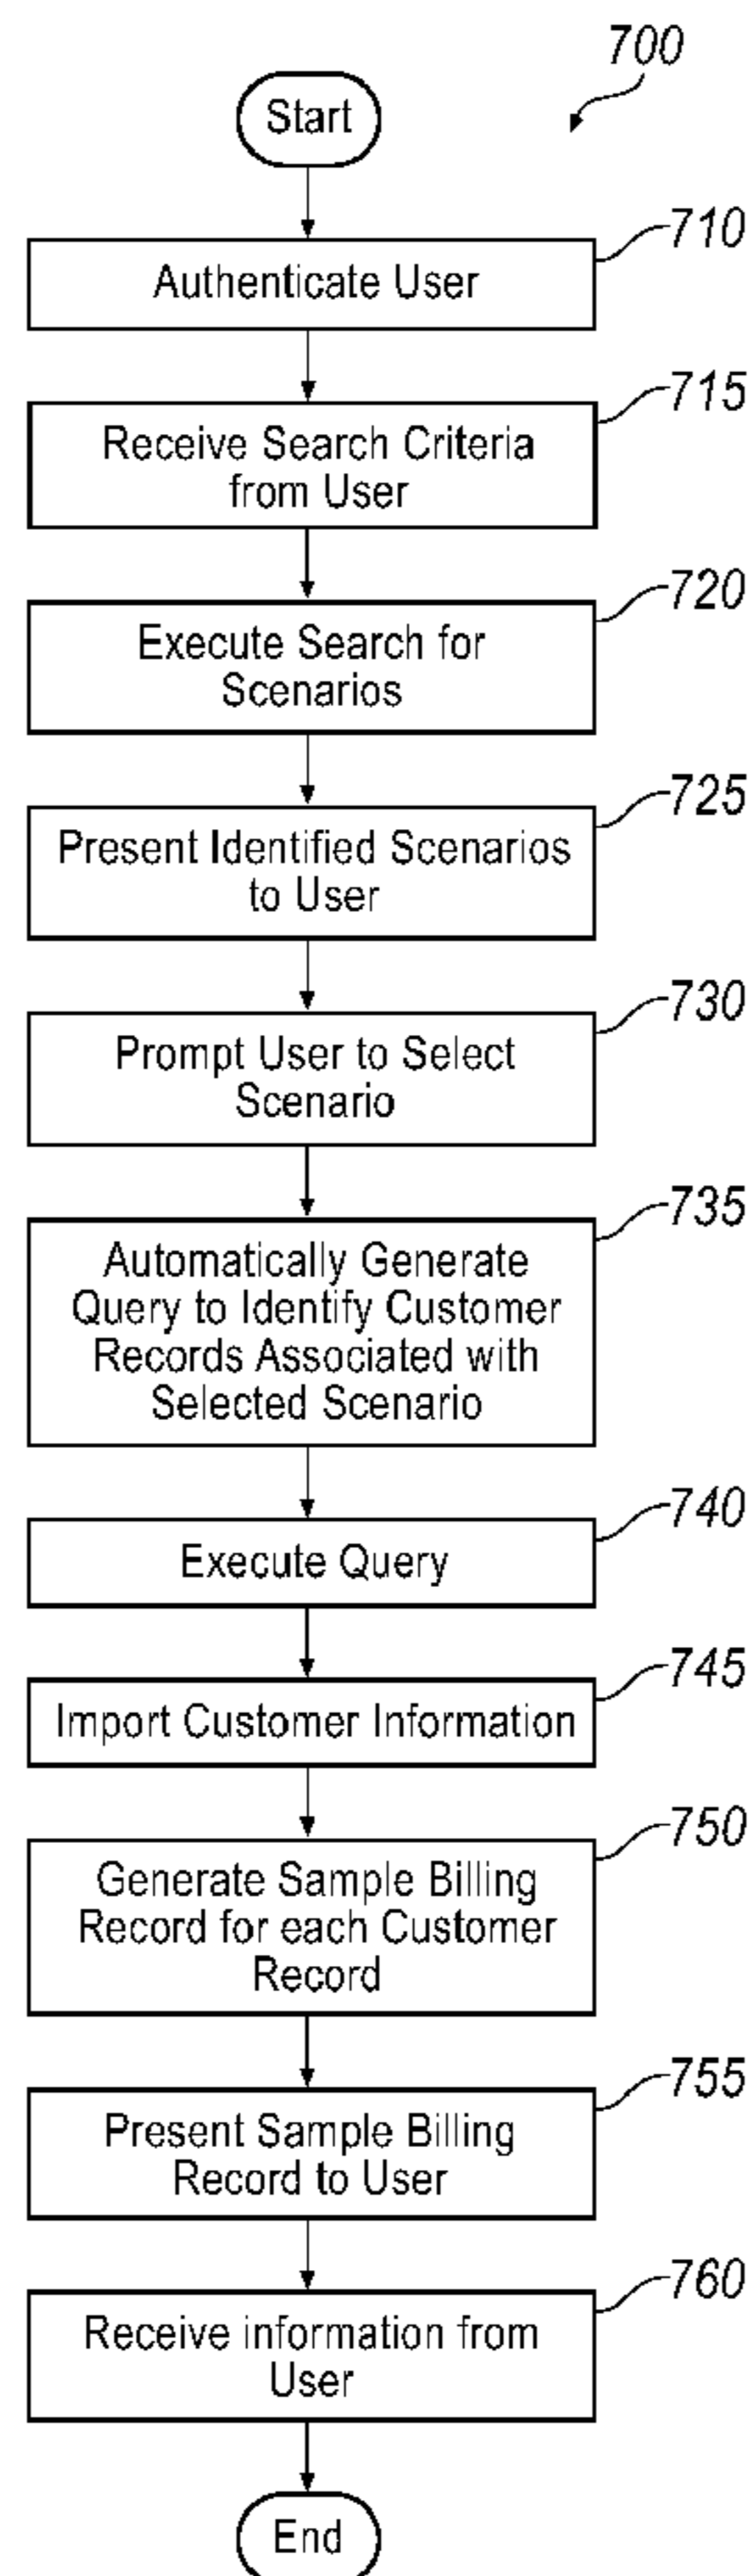 700
Start
710
Authenticate User
715
Receive Search Criteria
from User
720
Execute Search for
Scenarios
725
Present Identified Scenarios
to User
730
Prompt User to Select
Scenario
735
Automatically Generate
Query to Identify Customer
Records Associated with
Selected Scenario
740
Execute Query
745
Import Customer Information
750
Generate Sample Billing
Record for each Customer
Record
755
Present Sample Billing
Record to User
760
Receive information from
User
End